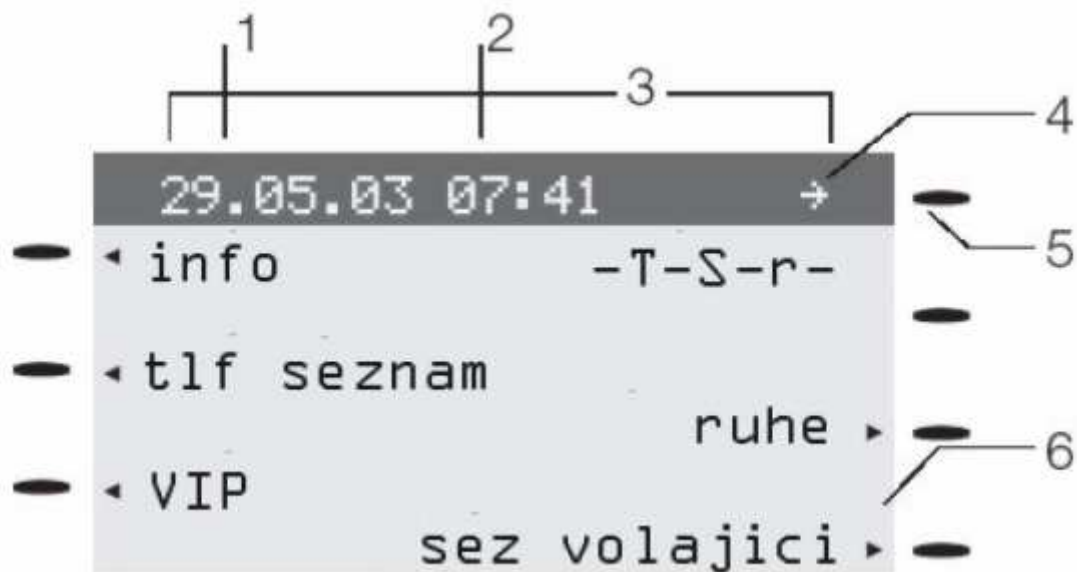 1 2
3
4
29.05.03 07:41 →
5
◂ info -T-S-r-
◂ tlf seznam
ruhe ▸
6
◂ VIP
sez volajici ▸